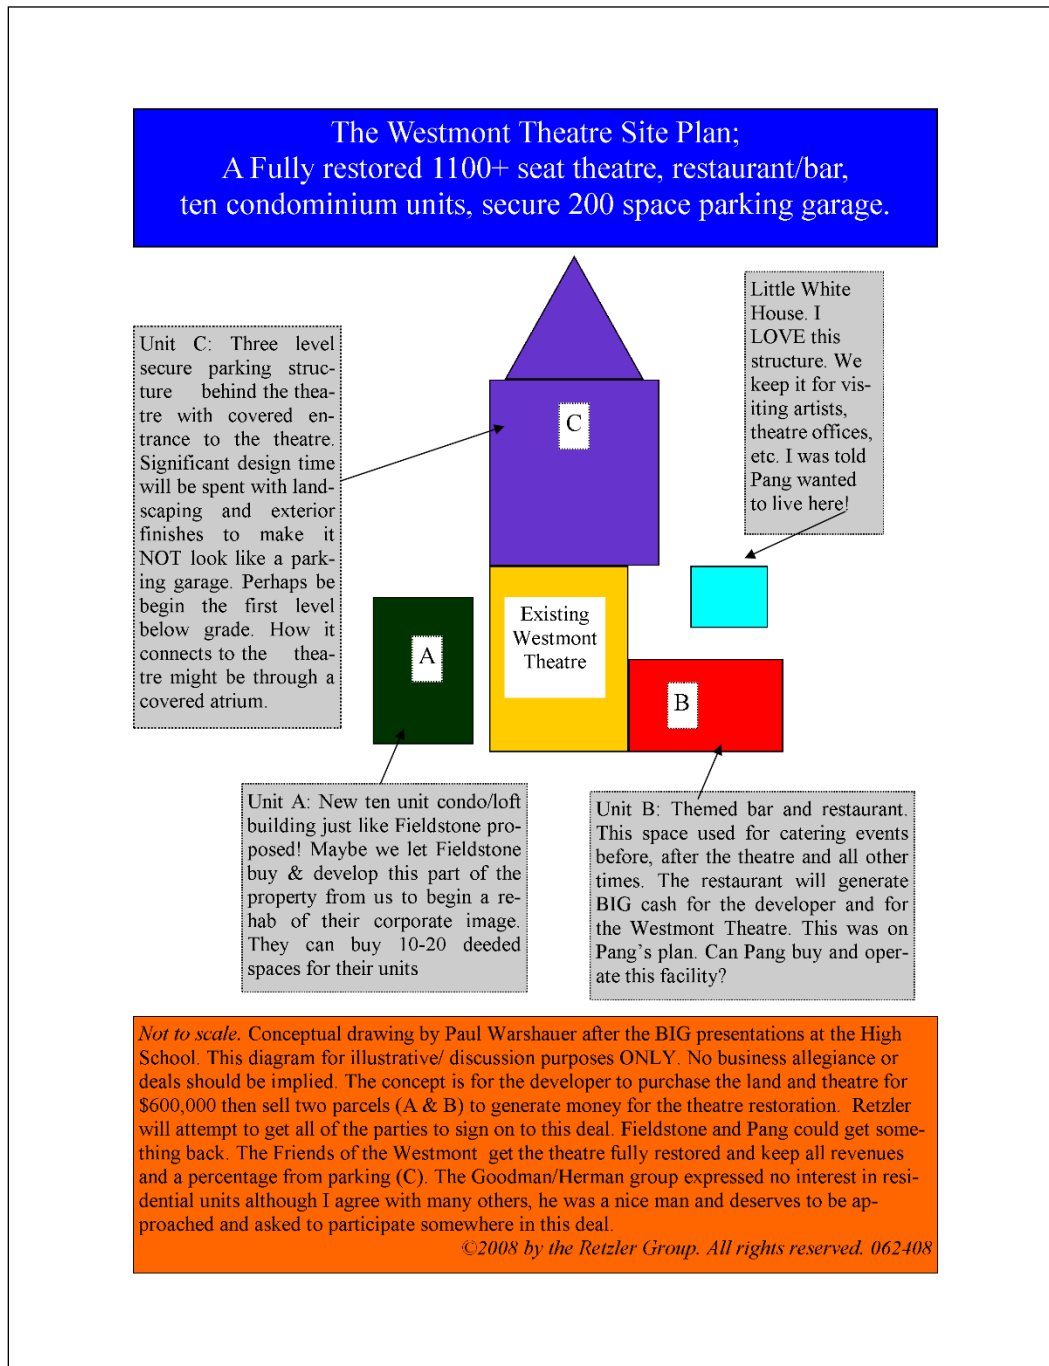 The Westmont Theatre Site Plan;
A Fully restored 1100+ seat theatre, restaurant/bar,
ten condominium units, secure 200 space parking garage.
Unit C: Three level
secure parking struc-
ture behind the thea-
tre with covered en-
trance to the theatre.
Significant design time
will be spent with land-
scaping and exterior
finishes to make it
NOT look like a park-
ing garage. Perhaps be
begin the first level
below grade. How it
connects to the thea-
tre might be through a
covered atrium.
C
Little White
House. I
LOVE this
structure. We
keep it for vis-
iting artists,
theatre offices,
etc. I was told
Pang wanted
to live here!
A
Existing
Westmont
Theatre
B
Unit A: New ten unit condo/loft
building just like Fieldstone pro-
posed! Maybe we let Fieldstone
buy & develop this part of the
property from us to begin a re-
hab of their corporate image.
They can buy 10-20 deeded
spaces for their units
Unit B: Themed bar and restaurant.
This space used for catering events
before, after the theatre and all other
times. The restaurant will generate
BIG cash for the developer and for
the Westmont Theatre. This was on
Pang's plan. Can Pang buy and oper-
ate this facility?
Not to scale. Conceptual drawing by Paul Warshauer after the BIG presentations at the High
School. This diagram for illustrative/ discussion purposes ONLY. No business allegiance or
deals should be implied. The concept is for the developer to purchase the land and theatre for
$600,000 then sell two parcels (A & B) to generate money for the theatre restoration. Retzler
will attempt to get all of the parties to sign on to this deal. Fieldstone and Pang could get some-
thing back. The Friends of the Westmont get the theatre fully restored and keep all revenues
and a percentage from parking (C). The Goodman/Herman group expressed no interest in resi-
dential units although I agree with many others, he was a nice man and deserves to be ap-
proached and asked to participate somewhere in this deal.
©2008 by the Retzler Group. All rights reserved. 062408